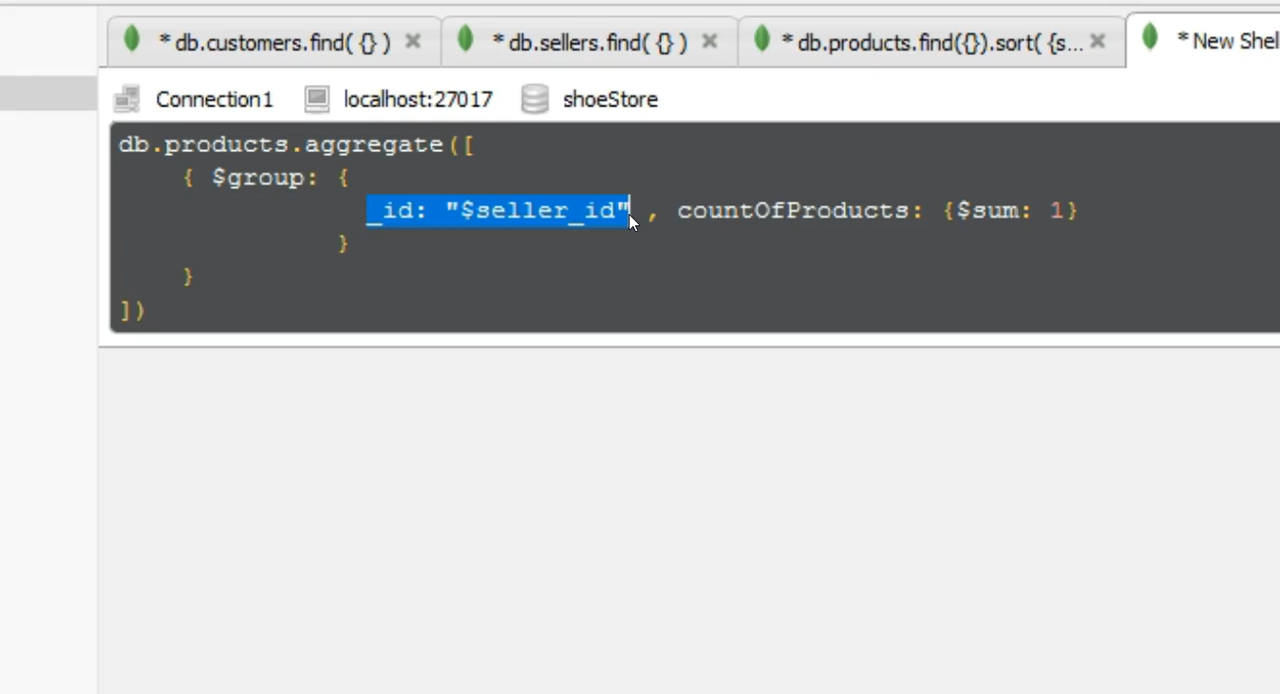 * db.customers.find( {} )
* db.sellers.find( {} )
* db.products.find({}).sort( {s...
* New Shel
Connection1
localhost:27017
shoeStore
db.products.aggregate([
{ $group: {
_id: "$seller_id" , countOfProducts: {$sum: 1}
}
}
])